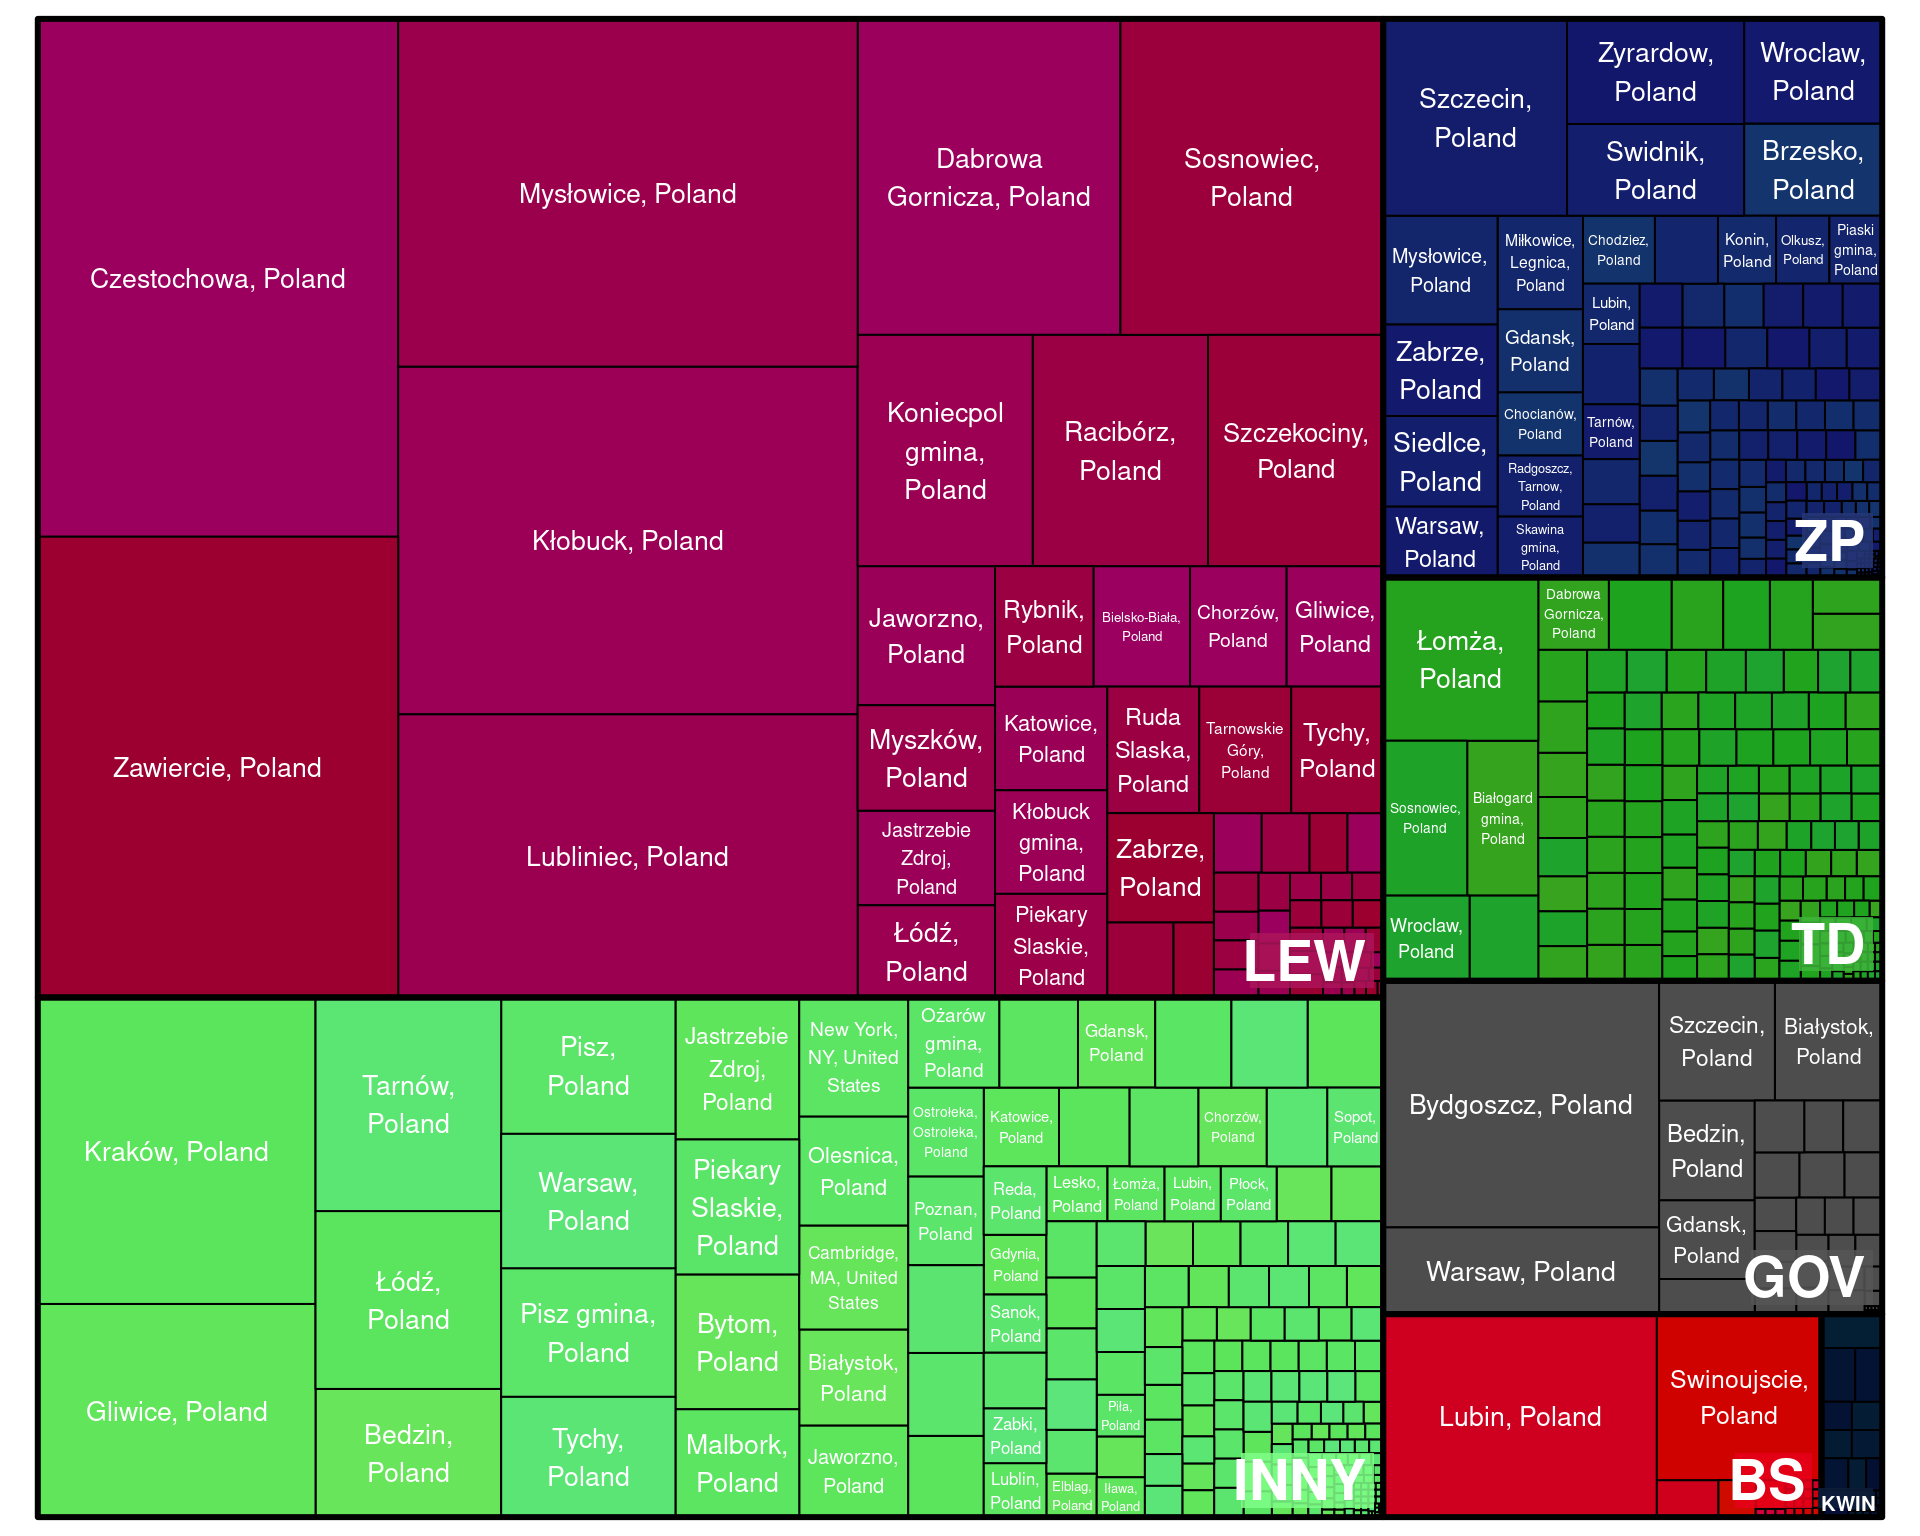 Czestochowa, Poland
Zawiercie, Poland
Mysłowice, Poland
Kłobuck, Poland
Lubliniec, Poland
Dabrowa
Gornicza, Poland
Sosnowiec,
Poland
Koniecpol
gmina,
Poland
Racibórz,
Poland
Szczekociny,
Poland
Jaworzno,
Poland
Myszków,
Poland
Jastrzebie
Zdroj,
Poland
Łódź,
Poland
Rybnik,
Poland
Bielsko-Biała,
Poland
Chorzów,
Poland
Gliwice,
Poland
Katowice,
Poland
Kłobuck
gmina,
Poland
Piekary
Slaskie,
Poland
Ruda
Slaska,
Poland
Tarnowskie
Góry,
Poland
Tychy,
Poland
Zabrze,
Poland
LEW
Szczecin,
Poland
Zyrardow,
Poland
Wroclaw,
Poland
Swidnik,
Poland
Brzesko,
Poland
Mysłowice,
Poland
Zabrze,
Poland
Siedlce,
Poland
Warsaw,
Poland
Miłkowice,
Legnica,
Poland
Gdansk,
Poland
Chocianów,
Poland
Radgoszcz,
Tarnow,
Poland
Skawina
gmina,
Poland
Chodziez,
Poland
Konin,
Poland
Olkusz,
Poland
Piaski
gmina,
Poland
Lubin,
Poland
Tarnów,
Poland
ZP
Łomża,
Poland
Dabrowa
Gornicza,
Poland
Sosnowiec,
Poland
Białogard
gmina,
Poland
Wroclaw,
Poland
TD
Kraków, Poland
Gliwice, Poland
Tarnów,
Poland
Łódź,
Poland
Bedzin,
Poland
Pisz,
Poland
Warsaw,
Poland
Pisz gmina,
Poland
Tychy,
Poland
Jastrzebie
Zdroj,
Poland
Piekary
Slaskie,
Poland
Bytom,
Poland
Malbork,
Poland
New York,
NY, United
States
Olesnica,
Poland
Cambridge,
MA, United
States
Białystok,
Poland
Jaworzno,
Poland
Ożarów
gmina,
Poland
Gdansk,
Poland
Ostrołeka,
Ostroleka,
Poland
Poznan,
Poland
Katowice,
Poland
Chorzów,
Poland
Sopot,
Poland
Reda,
Poland
Gdynia,
Poland
Sanok,
Poland
Zabki,
Poland
Lublin,
Poland
Lesko,
Poland
Łomża,
Poland
Lubin,
Poland
Płock,
Poland
Piła,
Poland
Elblag,
Poland
Iława,
Poland
INNY
Bydgoszcz, Poland
Warsaw, Poland
Szczecin,
Poland
Białystok,
Poland
Bedzin,
Poland
Gdansk,
Poland
GOV
Lubin, Poland
Swinoujscie,
Poland
BS
KWIN